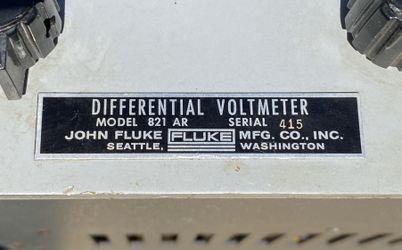 DIFFERENTIAL VOLTMETER
MODEL 821 AR SERIAL 415
JOHN FLUKE FLUKE MFG. CO., INC.
SEATTLE, WASHINGTON